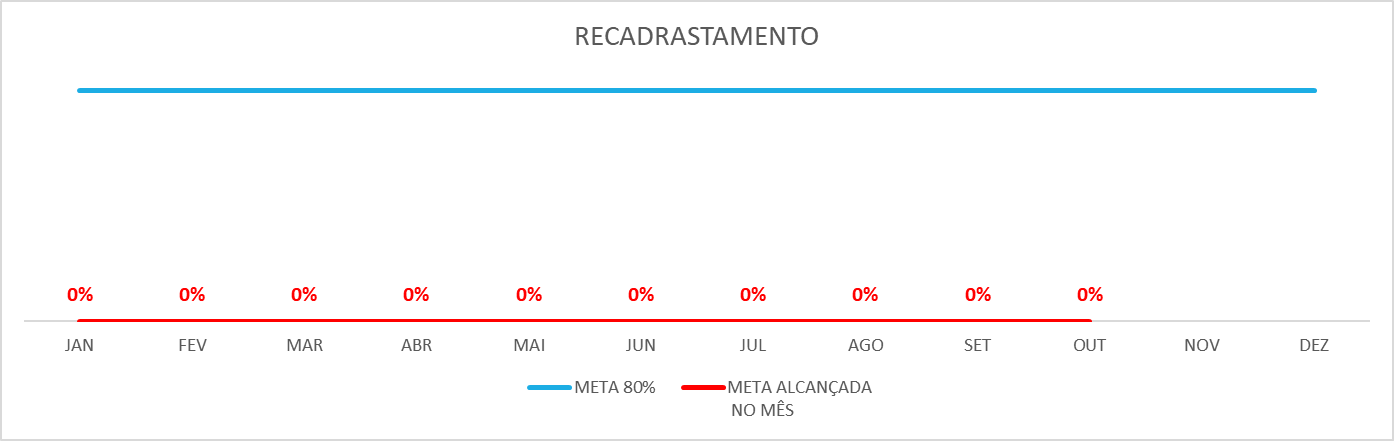 RECADRASTAMENTO
0% 0% 0% 0% 0% 0% 0% 0% 0% 0%
JAN FEV MAR ABR MAI JUN JUL AGO SET OUT NOV DEZ
META 80% META ALCANÇADA
NO MÊS